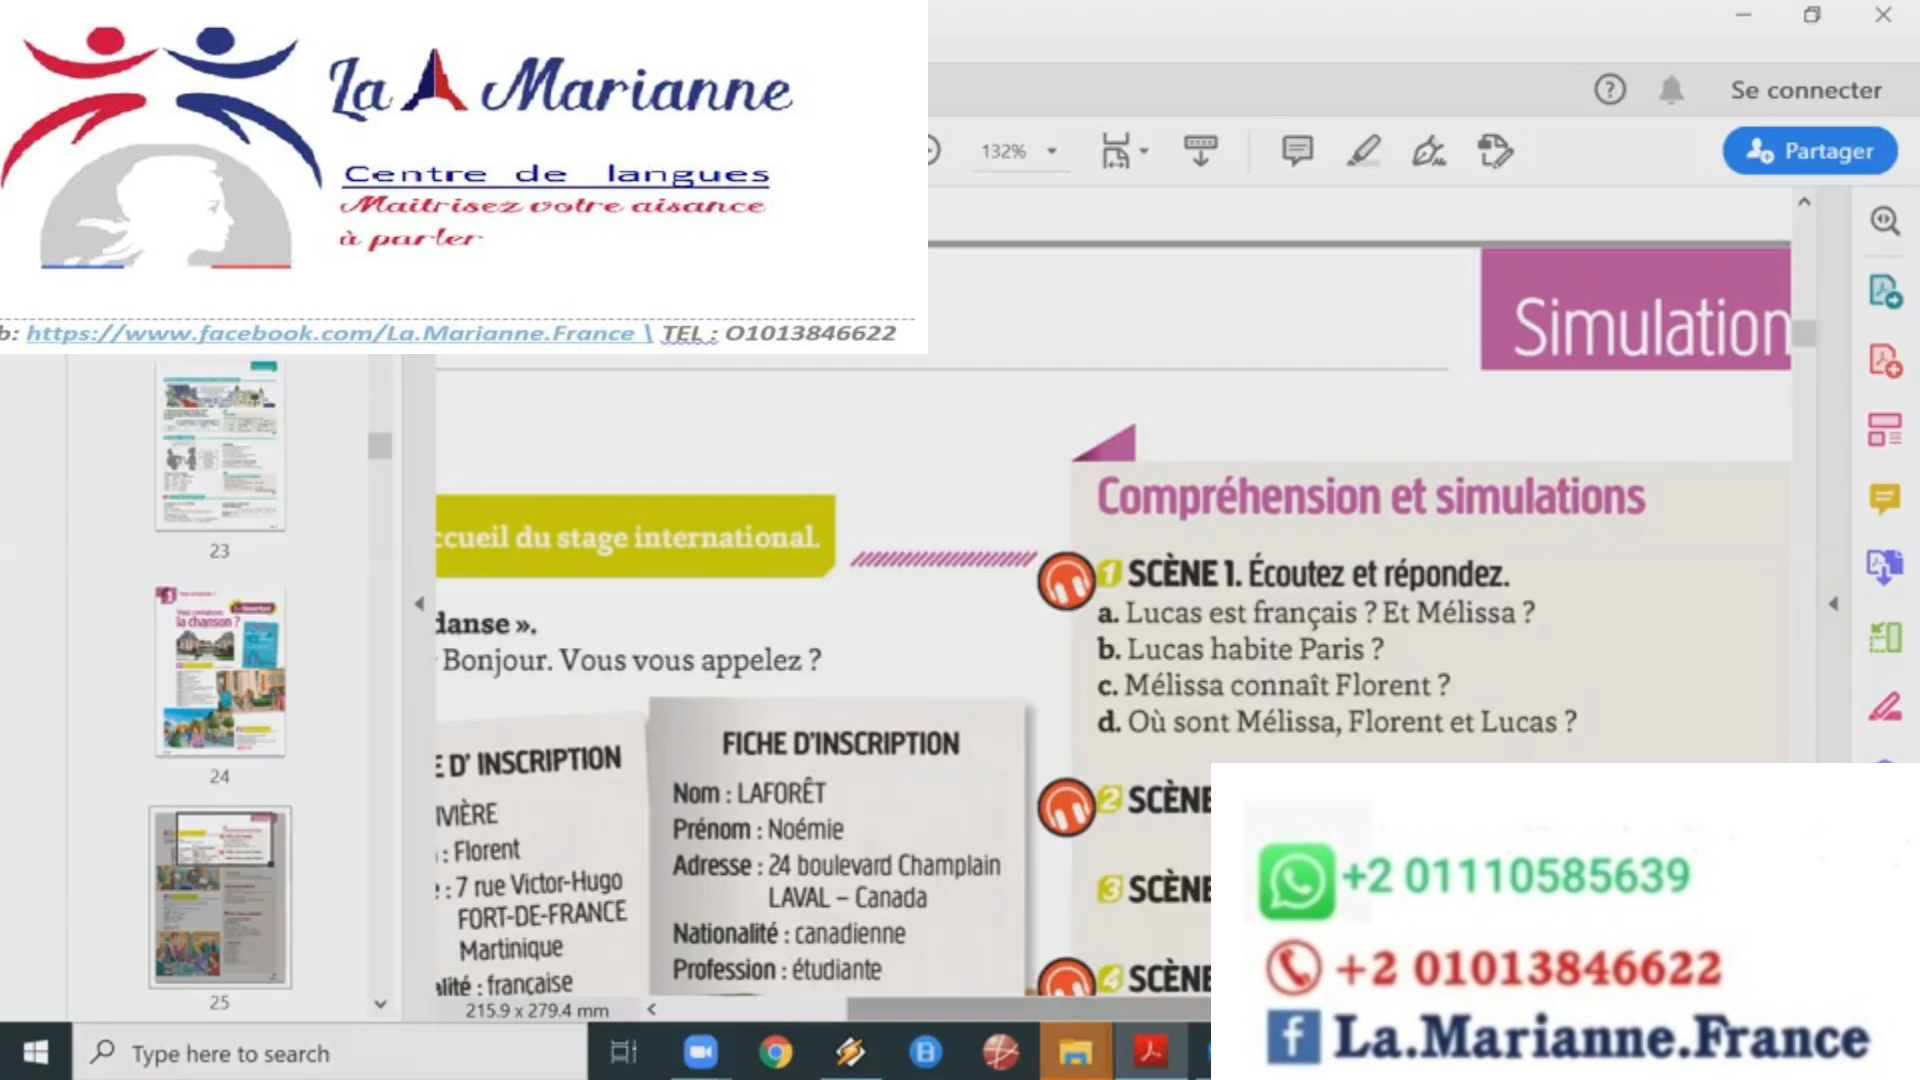 La Marianne
Centre de langues
Maitrisez votre aisance
à parler
b: https://www.facebook.com/La.Marianne.France \ TEL : O1013846622
Se connecter
132%
Partager
Simulation
23
24
25
ccueil du stage international.
danse ».
Bonjour. Vous vous appelez ?
E D' INSCRIPTION
IVIÈRE
: Florent
: 7 rue Victor-Hugo
FORT-DE-FRANCE
Martinique
alité : française
FICHE D'INSCRIPTION
Nom : LAFORÊT
Prénom : Noémie
Adresse : 24 boulevard Champlain
LAVAL – Canada
Nationalité : canadienne
Profession : étudiante
Compréhension et simulations
1 SCÈNE 1. Écoutez et répondez.
a. Lucas est français ? Et Mélissa ?
b. Lucas habite Paris ?
c. Mélissa connaît Florent ?
d. Où sont Mélissa, Florent et Lucas ?
2 SCÈNE
3 SCÈNE
4 SCÈNE
215.9 x 279.4 mm
+2 01110585639
+2 01013846622
La.Marianne.France
Type here to search